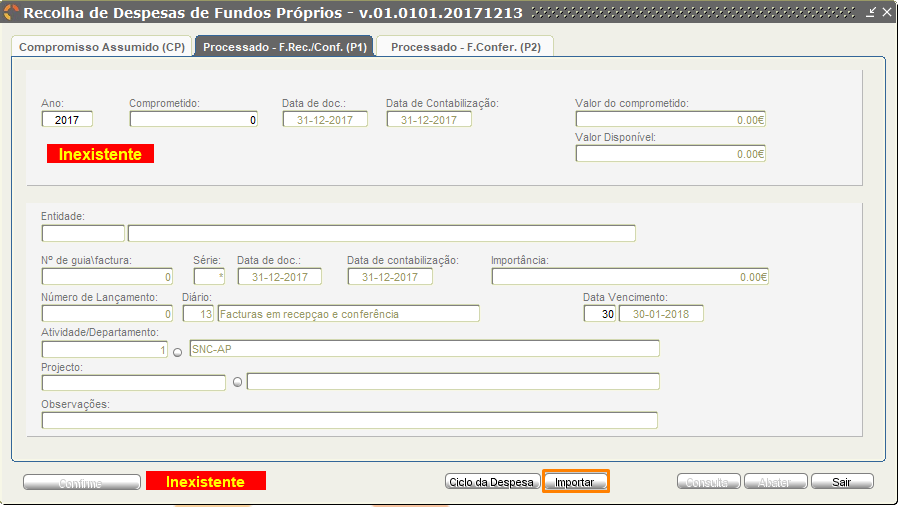 Recolha de Despesas de Fundos Próprios - v.01.0101.20171213
Compromisso Assumido (CP) Processado - F.Rec./Conf. (P1) Processado - F.Confer. (P2)
Ano: Comprometido: Data de doc.: Data de Contabilização: Valor do comprometido:
2017 0 31-12-2017 31-12-2017 0.00€
Valor Disponível:
Inexistente 0.00€
Entidade:
Nº de guia\factura: Série: Data de doc.: Data de contabilização: Importância:
0 * 31-12-2017 31-12-2017 0.00€
Número de Lançamento: Diário: Data Vencimento:
0 13 Facturas em recepçao e conferência 30 30-01-2018
Atividade/Departamento:
1 SNC-AP
Projecto:
Observações:
Confirme Inexistente Ciclo da Despesa Importar Consulta Abater Sair